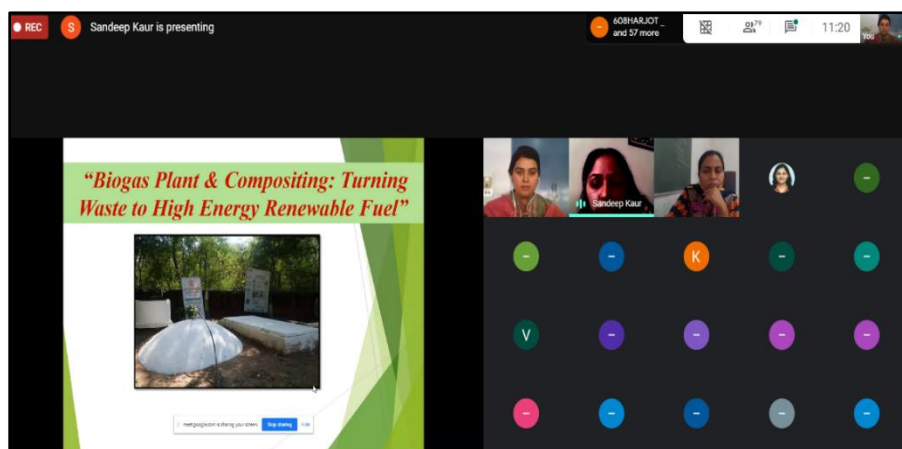 REC
S
Sandeep Kaur is presenting
608HARJOT_
and 57 more
79
11:20
You
“Biogas Plant & Compositing: Turning
Waste to High Energy Renewable Fuel”
Sandeep Kaur
K
V
meet.google.com is sharing your screen.
Stop sharing
Hide